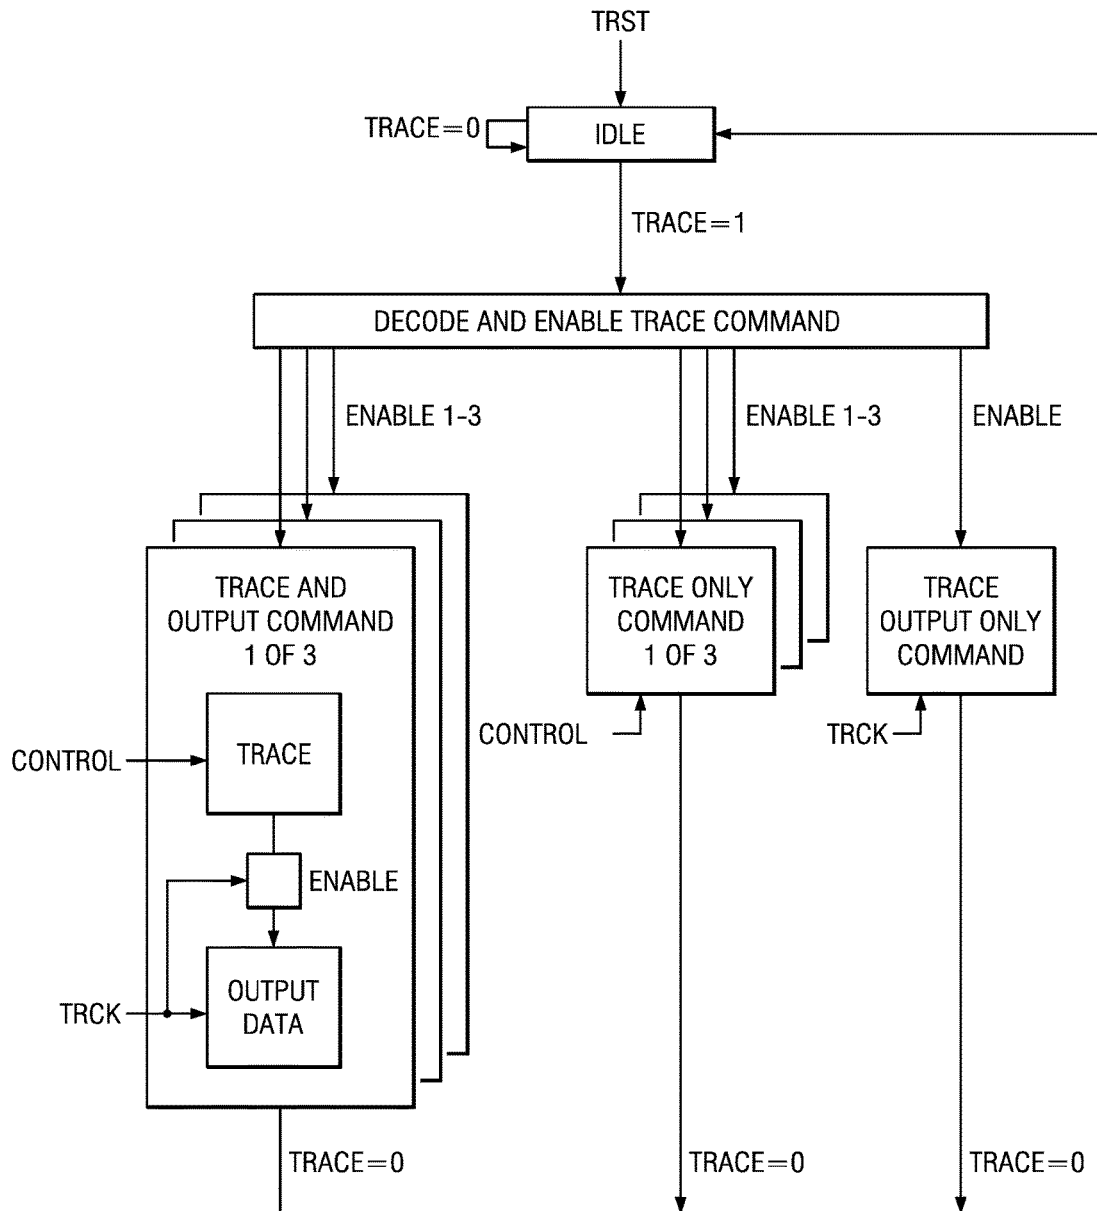 TRST
TRACE=0
IDLE
TRACE=1
DECODE AND ENABLE TRACE COMMAND
ENABLE 1-3
ENABLE 1-3
ENABLE
TRACE AND
OUTPUT COMMAND
1 OF 3
TRACE ONLY
COMMAND
1 OF 3
TRACE
OUTPUT ONLY
COMMAND
CONTROL
TRCK
CONTROL
TRACE
ENABLE
TRCK
OUTPUT
DATA
TRACE=0
TRACE=0
TRACE=0